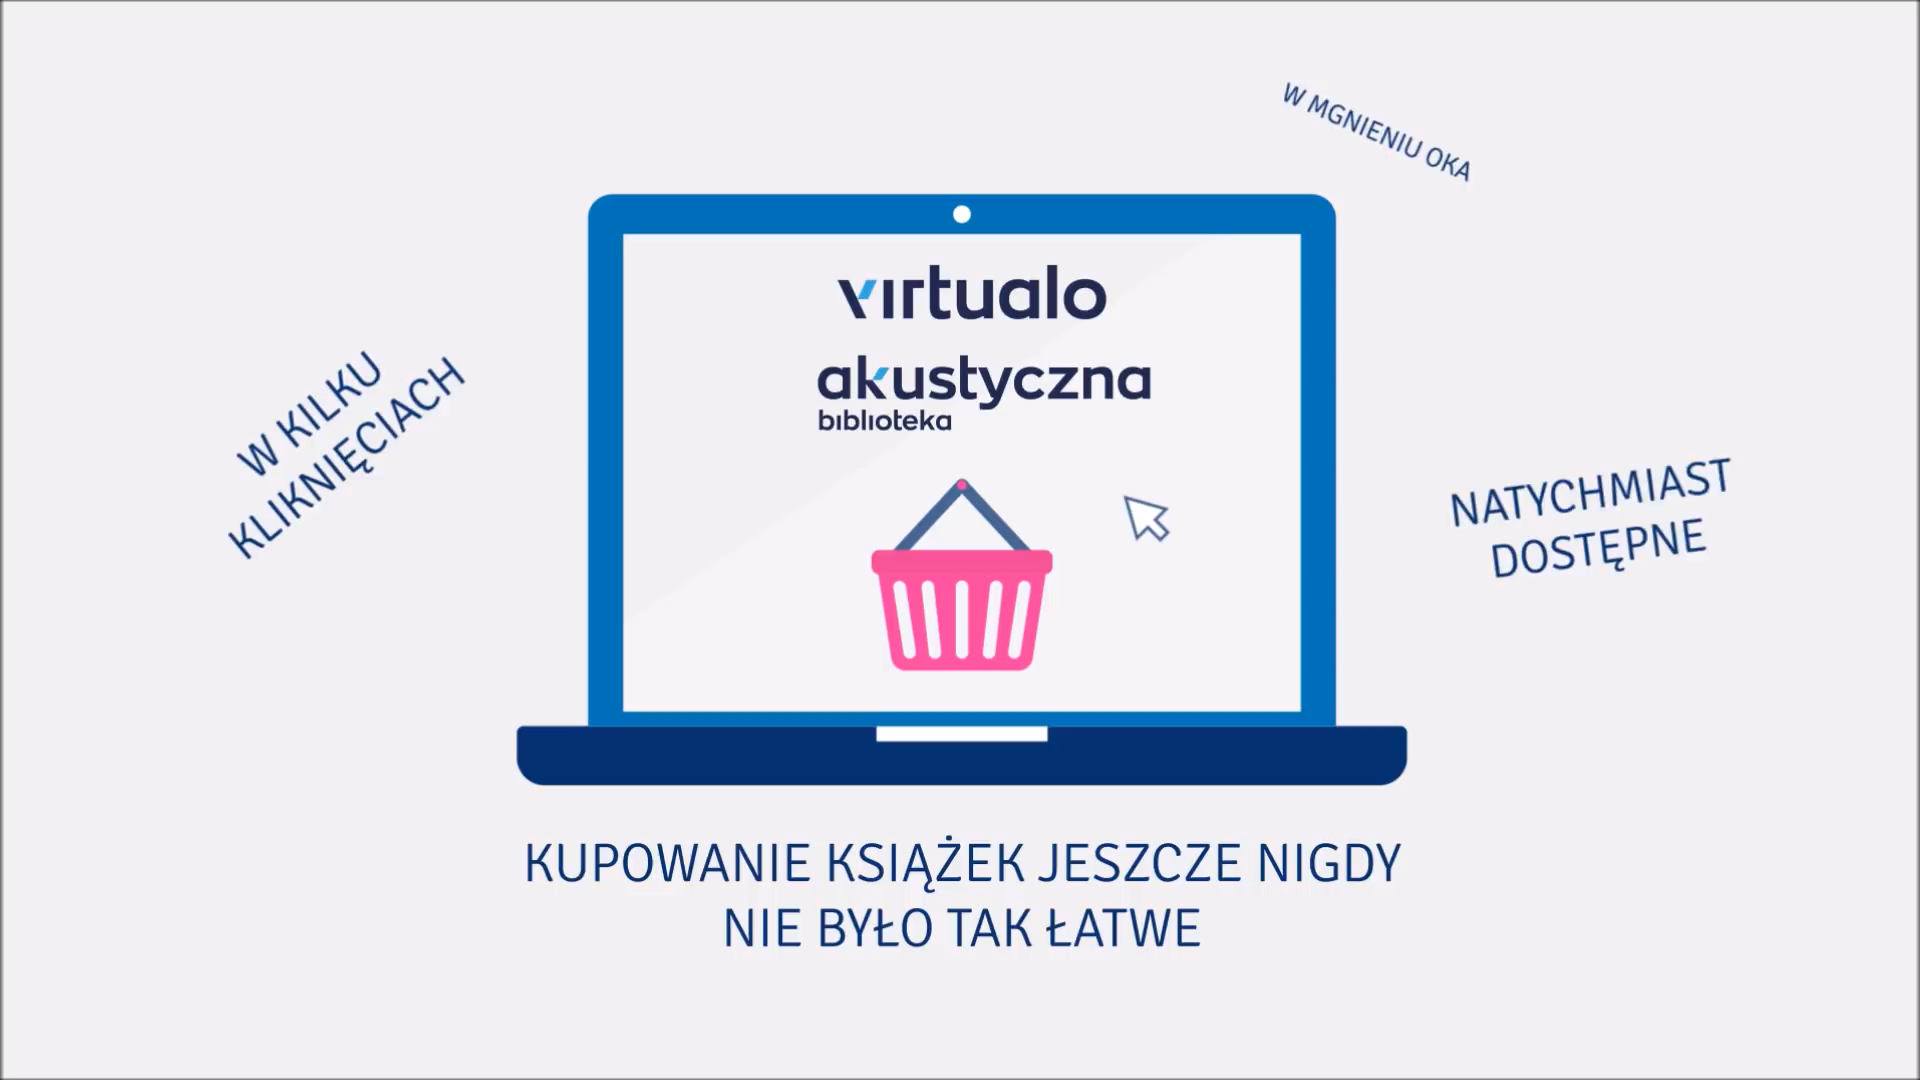 W MGNIENIU OKA
virtualo
akustyczna
biblioteka
W KILKU
KLIKNIĘCIACH
NATYCHMIAST
DOSTĘPNE
KUPOWANIE KSIĄŻEK JESZCZE NIGDY
NIE BYŁO TAK ŁATWE